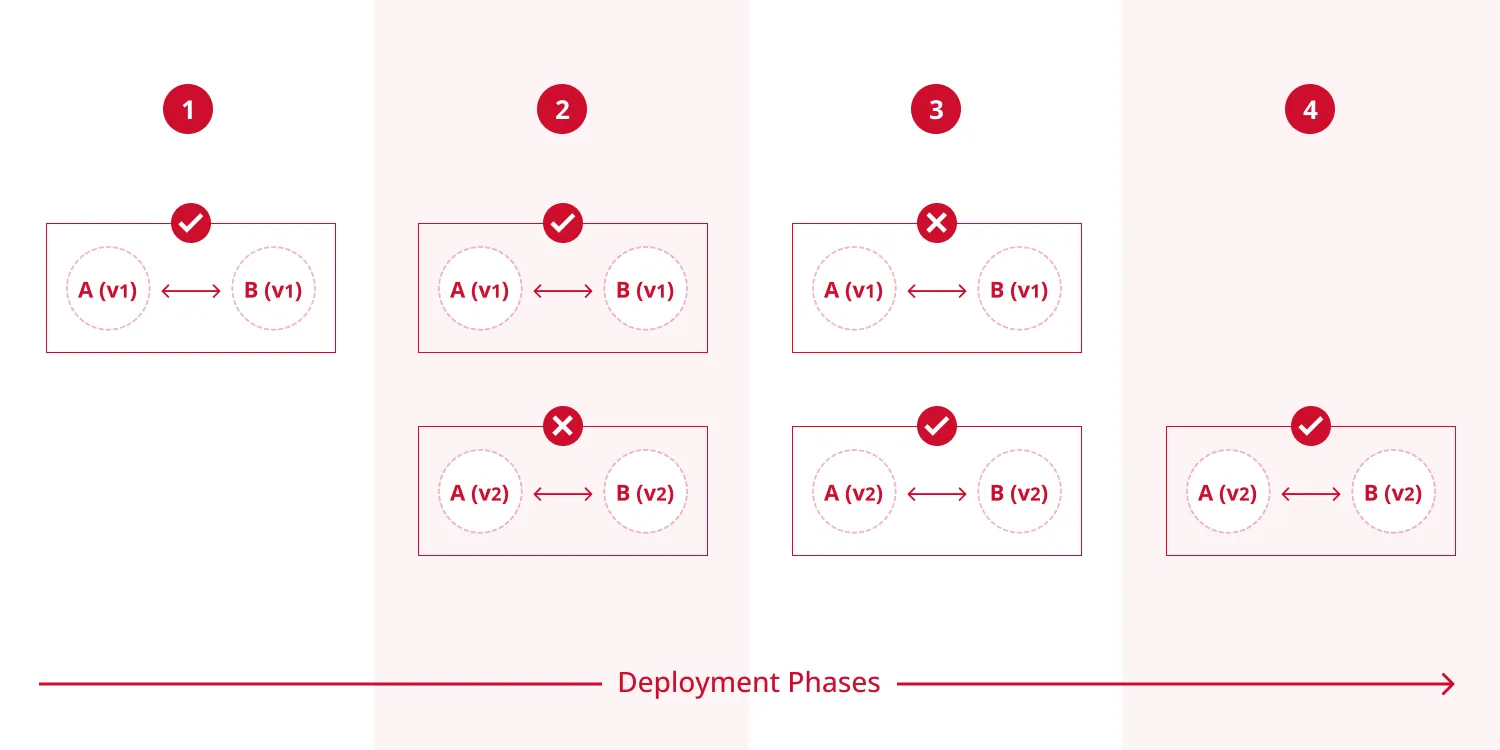 1 2 3 4
A (v1) B (v1) A (v1) B (v1) A (v1) B (v1)
A (v2) B (v2) A (v2) B (v2) A (v2) B (v2)
Deployment Phases